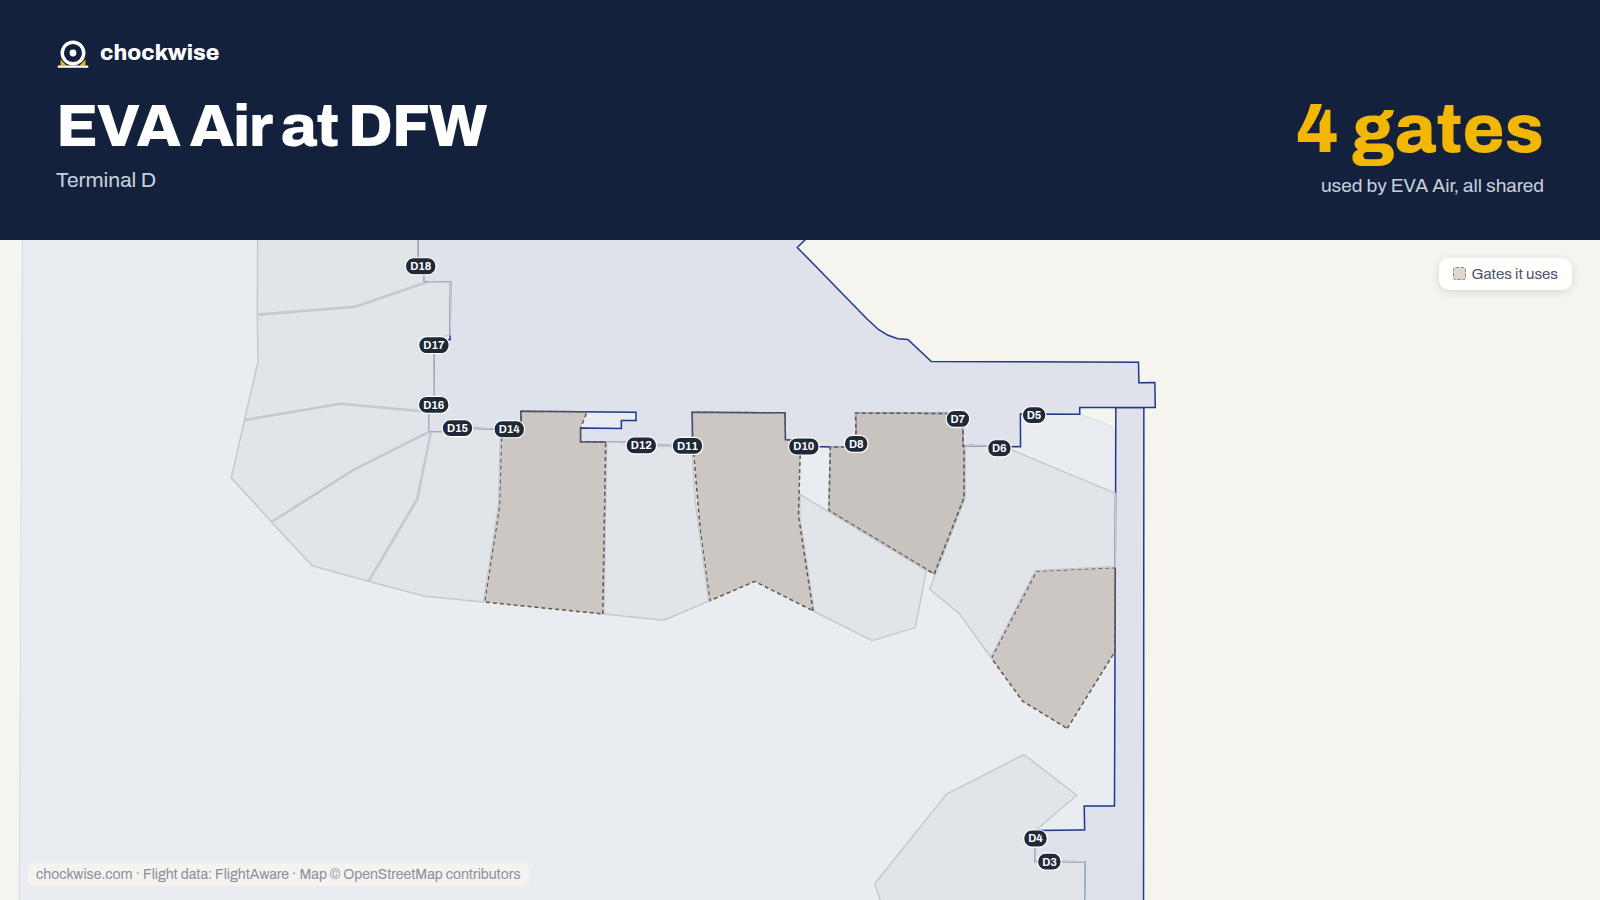 chockwise
EVA Air at DFW
Terminal D
4 gates
used by EVA Air, all shared
Gates it uses
D18
D17
D16
D15
D14
D12
D11
D10
D8
D7
D6
D5
D4
D3
chockwise.com · Flight data: FlightAware · Map © OpenStreetMap contributors